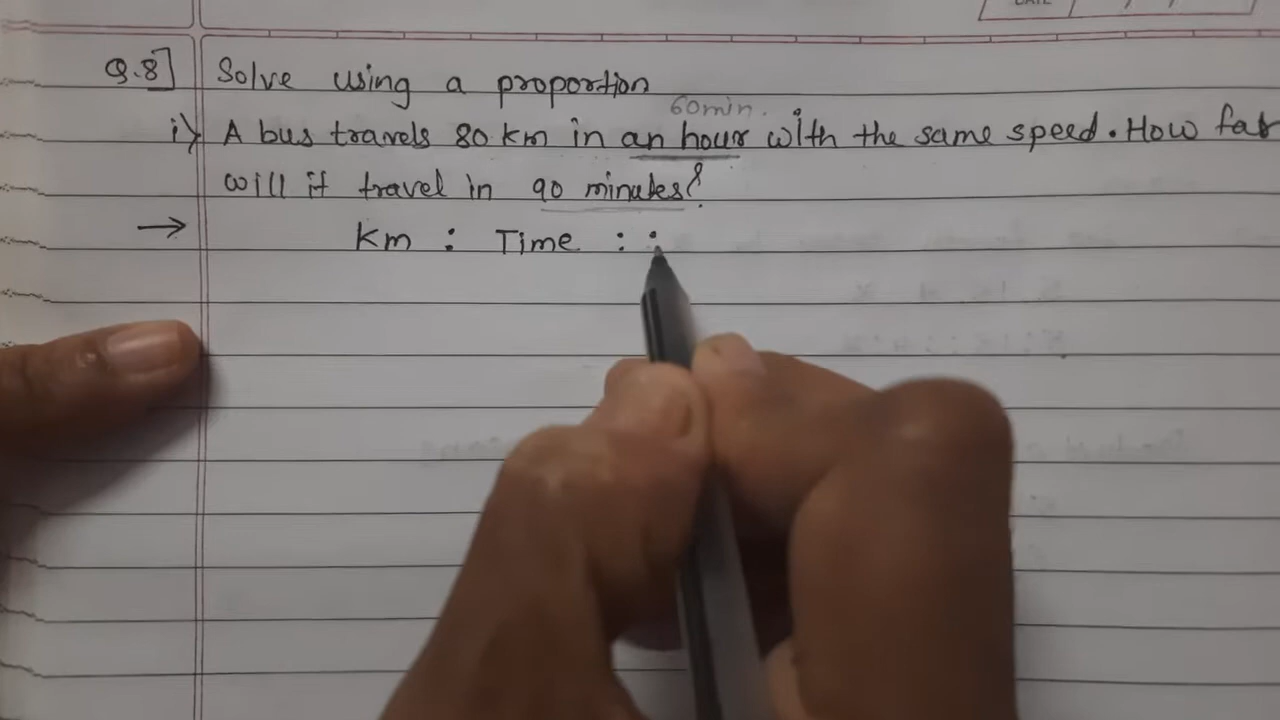 DATE
Q.8] Solve using a proportion
60min.
i) A bus travels 80 km in an hour with the same speed. How far
will it travel in 90 minutes?
→ Km : Time ::